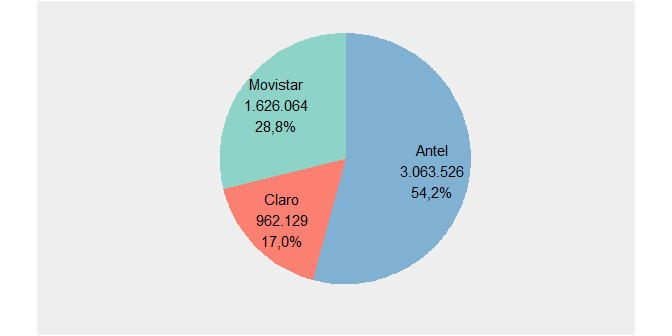 Movistar
1.626.064
28,8%
Antel
3.063.526
54,2%
Claro
962.129
17,0%